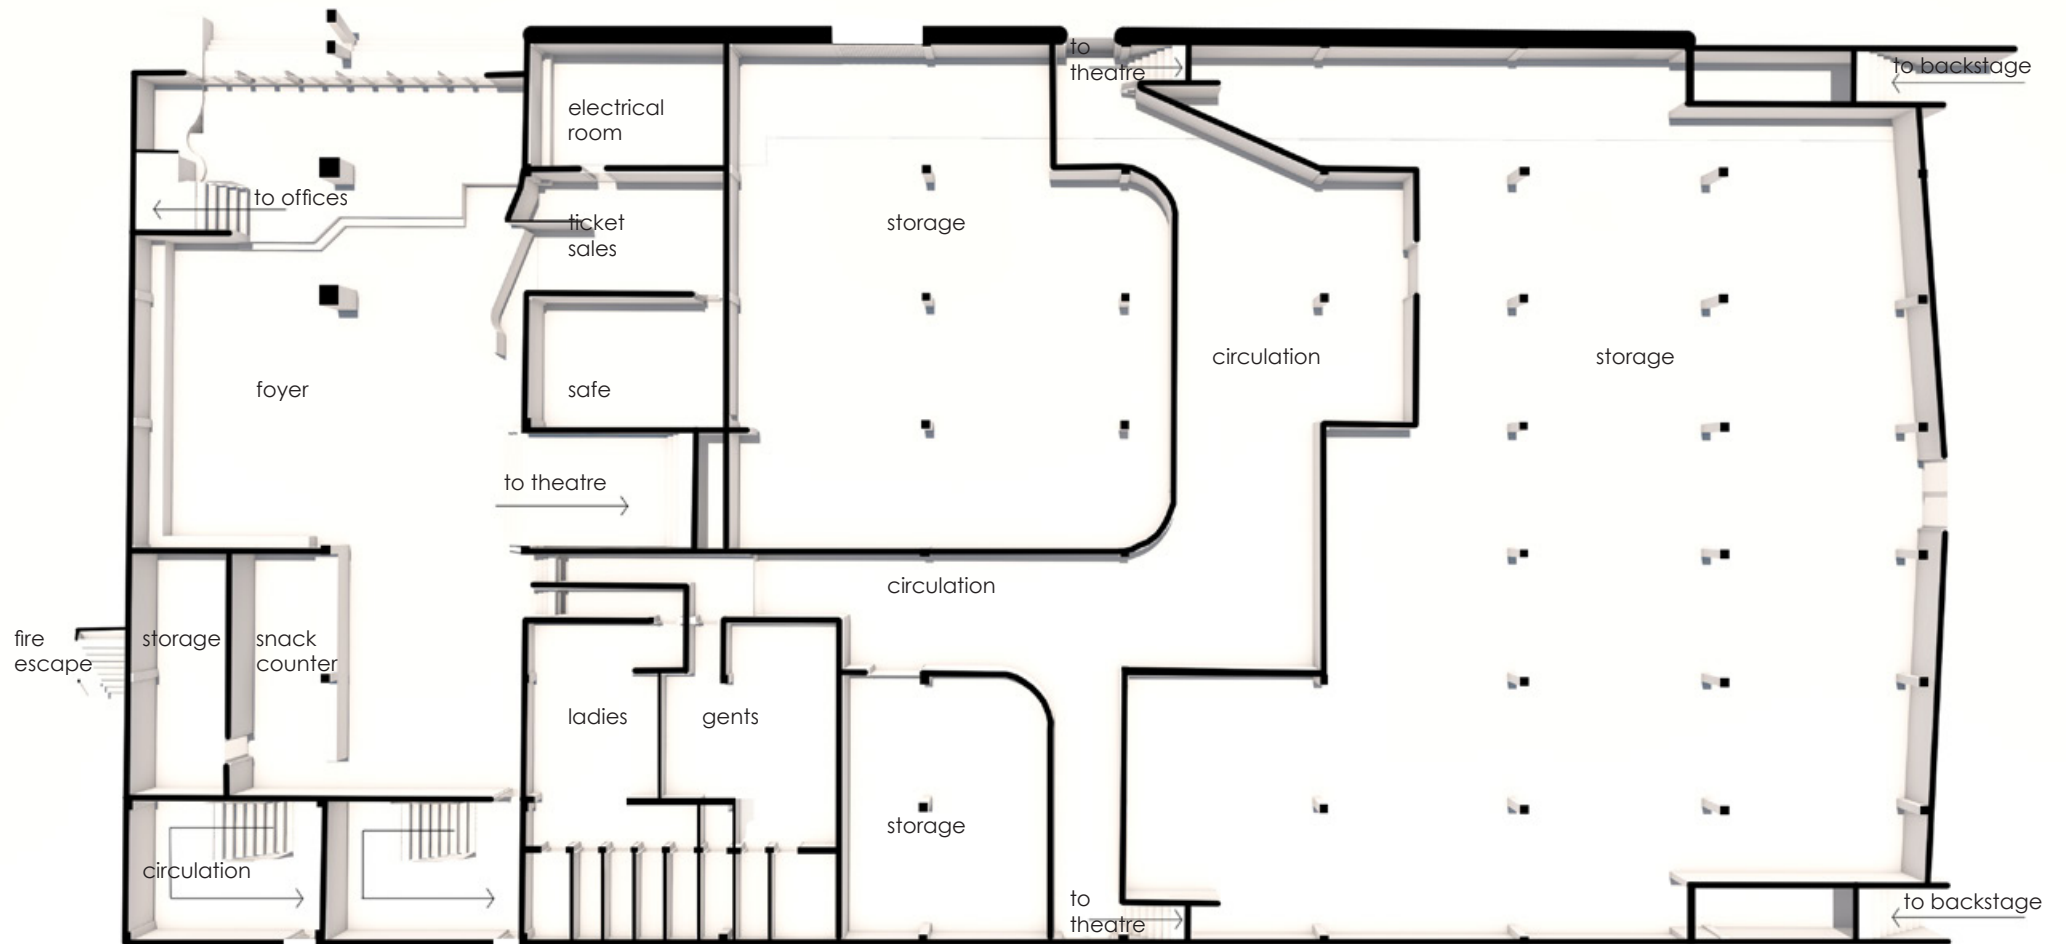 to
theatre
to backstage
electrical
room
to offices
ticket
sales
storage
circulation
storage
foyer
safe
to theatre
circulation
fire
escape
storage
snack
counter
ladies
gents
storage
circulation
to
theatre
to backstage